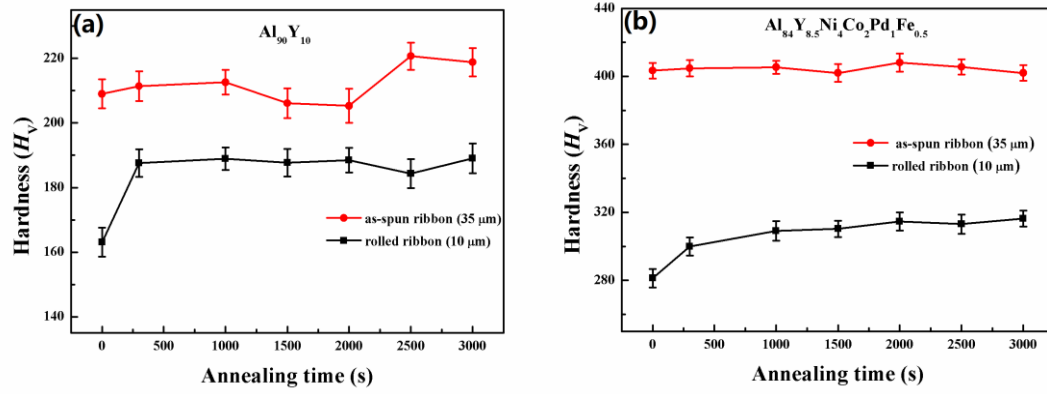 (a)
Al₉₀Y₁₀
Hardness (H_V)
220
200
180
160
140
as-spun ribbon (35 μm)
rolled ribbon (10 μm)
0 500 1000 1500 2000 2500 3000
Annealing time (s)
(b)
Al₈₄Y₈.₅Ni₄Co₂Pd₁Fe₀.₅
Hardness (H_V)
440
400
360
320
280
as-spun ribbon (35 μm)
rolled ribbon (10 μm)
0 500 1000 1500 2000 2500 3000
Annealing time (s)